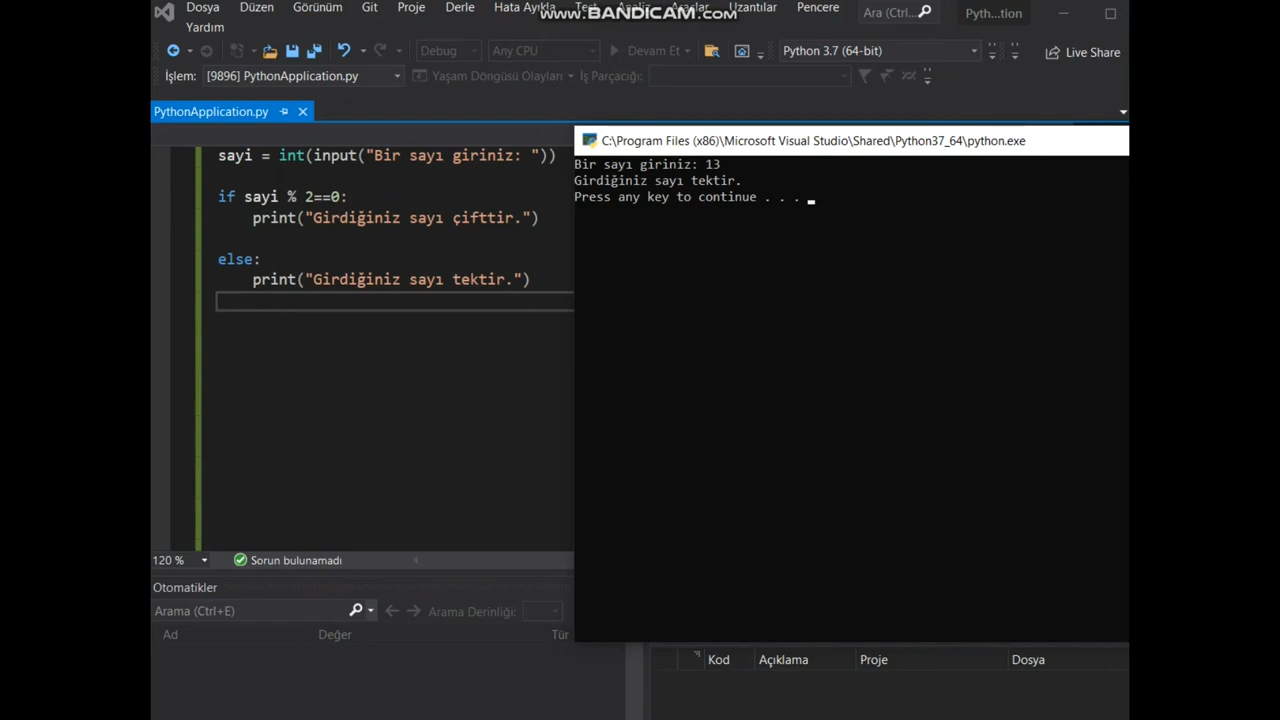 Dosya Düzen Görünüm Git Proje Derle Hata Ayıkla Test Analiz Araçlar Uzantılar Pencere Ara (Ctrl... Pyth...tion
www.BANDICAM.com
Yardım
Debug Any CPU Devam Et Python 3.7 (64-bit) Live Share
İşlem: [9896] PythonApplication.py Yaşam Döngüsü Olayları İş Parçacığı:
PythonApplication.py
sayi = int(input("Bir sayı giriniz: "))
if sayi % 2==0:
print("Girdiğiniz sayı çifttir.")
else:
print("Girdiğiniz sayı tektir.")
C:\Program Files (x86)\Microsoft Visual Studio\Shared\Python37_64\python.exe
Bir sayı giriniz: 13
Girdiğiniz sayı tektir.
Press any key to continue . . .
120 % Sorun bulunamadı
Otomatikler
Arama (Ctrl+E) Arama Derinliği:
Ad Değer Tür
Kod Açıklama Proje Dosya